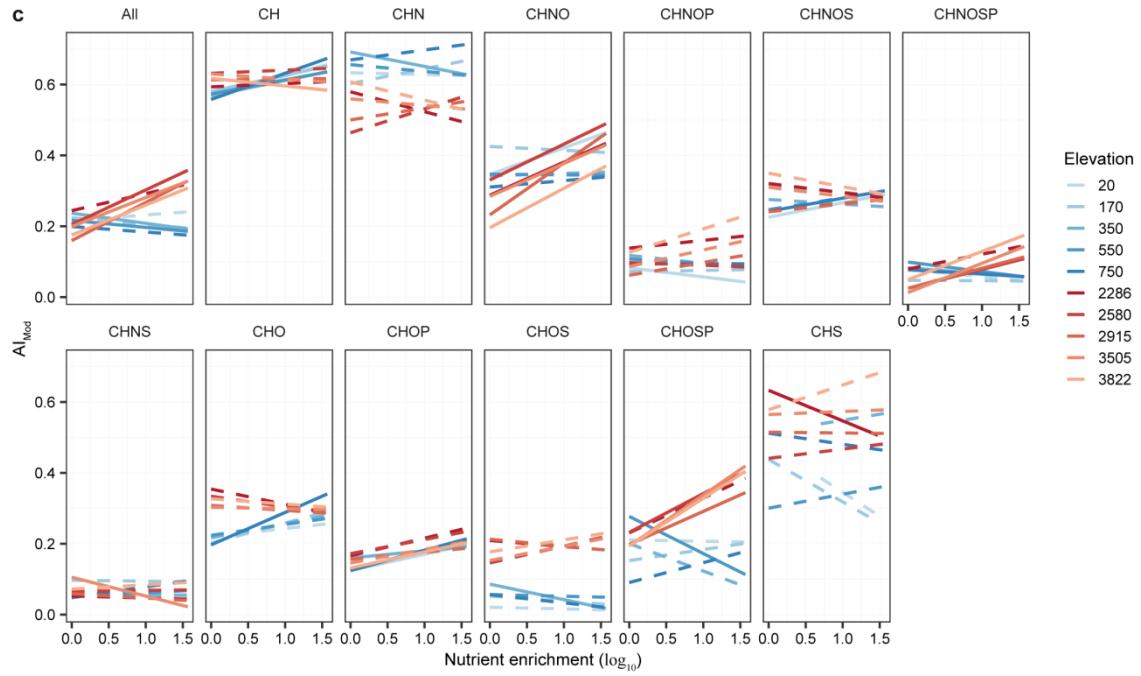 c
All CH CHN CHNO CHNOP CHNOS CHNOSP
0.6
0.4
0.2
0.0
0.0 0.5 1.0 1.5
Elevation
20
170
350
550
750
2286
2580
2915
3505
3822
AI Mod
CHNS CHO CHOP CHOS CHOSP CHS
0.6
0.4
0.2
0.0
0.0 0.5 1.0 1.5 0.0 0.5 1.0 1.5 0.0 0.5 1.0 1.5 0.0 0.5 1.0 1.5 0.0 0.5 1.0 1.5 0.0 0.5 1.0 1.5
Nutrient enrichment (log10)